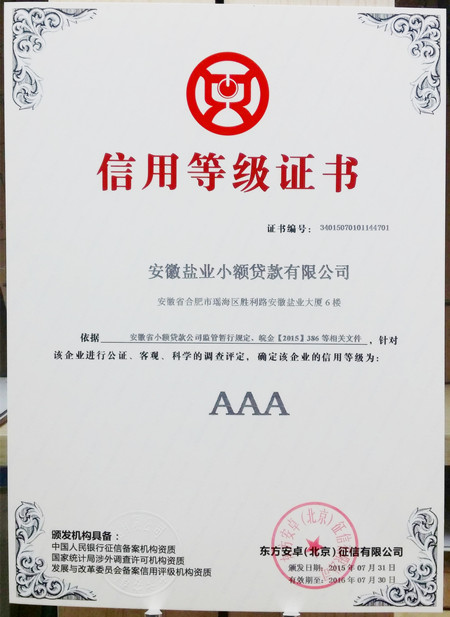 信用等级证书
证书编号：34015070101144701
安徽盐业小额贷款有限公司
安徽省合肥市瑶海区胜利路安徽盐业大厦6楼
依据 安徽省小额贷款公司监管暂行规定，皖金【2015】386等相关文件 ，针对
该企业进行公证、客观、科学的调查评定，确定该企业的信用等级为：
AAA
颁发机构具备：
中国人民银行征信备案机构资质
国家统计局涉外调查许可机构资质
发展与改革委员会备案信用评级机构资质
东方安卓（北京）征信有限公司
颁发日期：2015年07月31日
有效期至：2016年07月30日